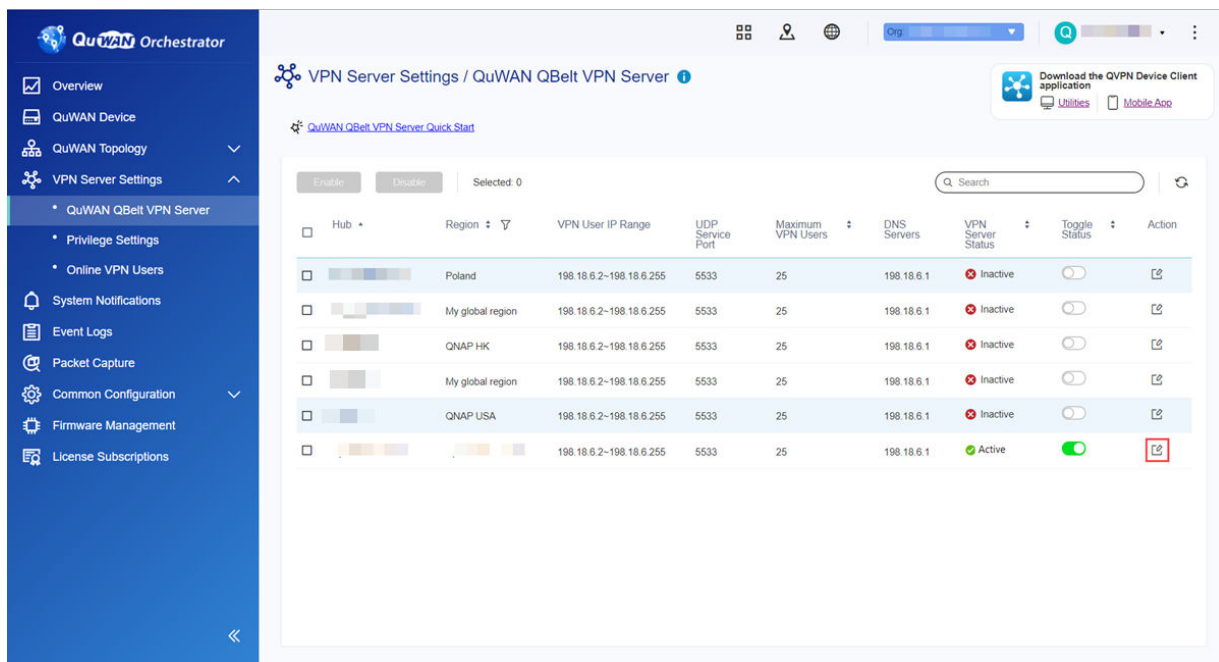 QuWAN Orchestrator
Org:
Q
Overview
QuWAN Device
QuWAN Topology
VPN Server Settings
QuWAN QBelt VPN Server
Privilege Settings
Online VPN Users
System Notifications
Event Logs
Packet Capture
Common Configuration
Firmware Management
License Subscriptions
VPN Server Settings / QuWAN QBelt VPN Server
Download the QVPN Device Client
application
Utilities Mobile App
QuWAN QBelt VPN Server Quick Start
Enable Disable Selected: 0 Search
Hub Region VPN User IP Range UDP Service Port Maximum VPN Users DNS Servers VPN Server Status Toggle Status Action
Poland 198.18.6.2~198.18.6.255 5533 25 198.18.6.1 Inactive
My global region 198.18.6.2~198.18.6.255 5533 25 198.18.6.1 Inactive
QNAP HK 198.18.6.2~198.18.6.255 5533 25 198.18.6.1 Inactive
My global region 198.18.6.2~198.18.6.255 5533 25 198.18.6.1 Inactive
QNAP USA 198.18.6.2~198.18.6.255 5533 25 198.18.6.1 Inactive
198.18.6.2~198.18.6.255 5533 25 198.18.6.1 Active